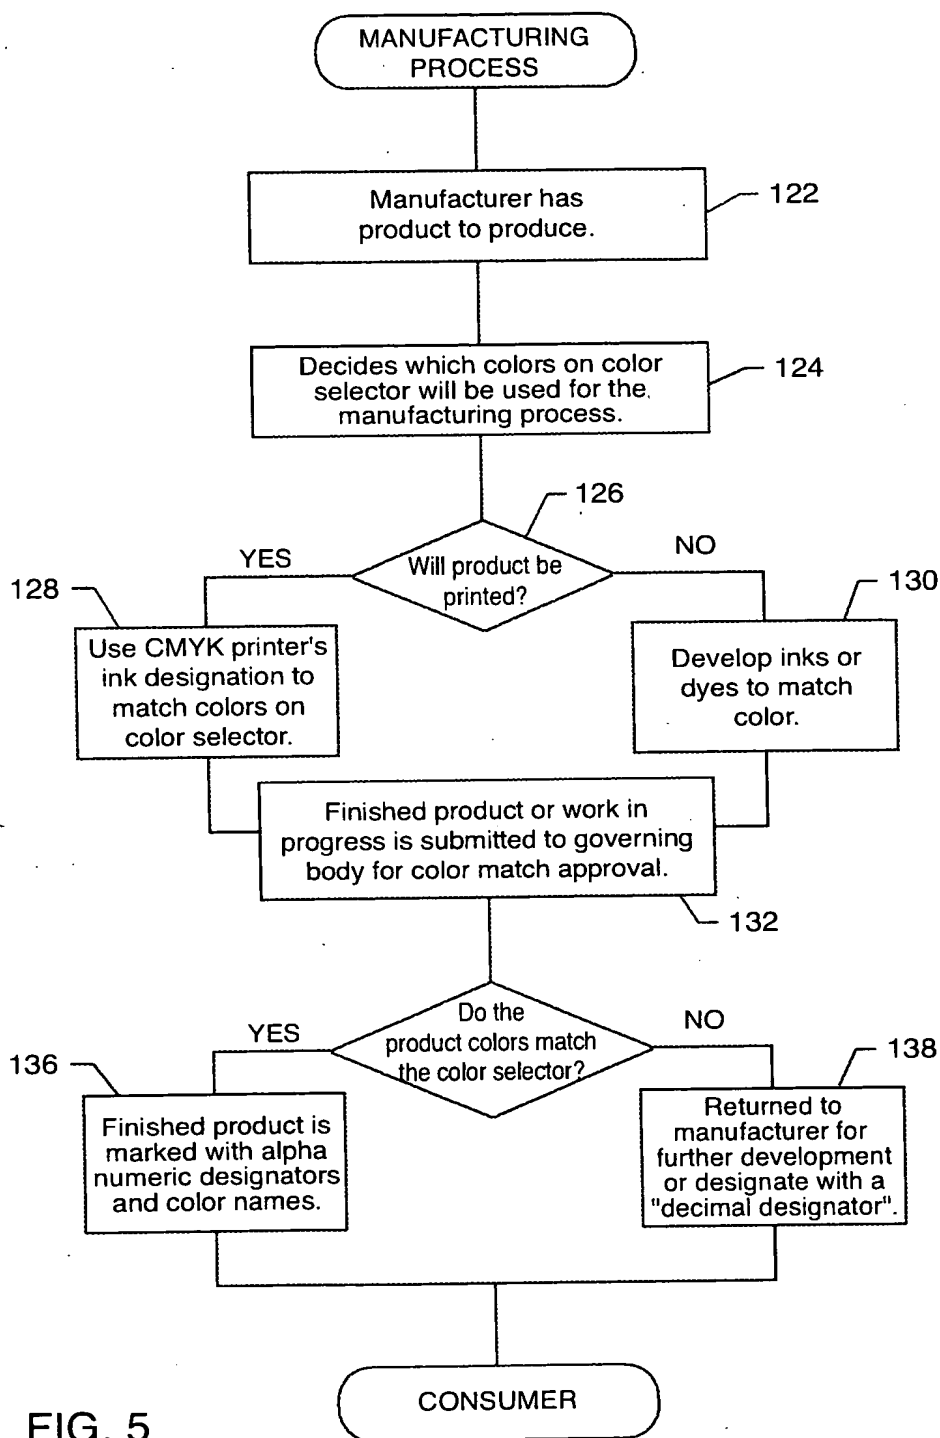 MANUFACTURING
PROCESS
Manufacturer has
product to produce.
122
Decides which colors on color
selector will be used for the
manufacturing process.
124
126
Will product be
printed?
YES
NO
128
Use CMYK printer's
ink designation to
match colors on
color selector.
130
Develop inks or
dyes to match
color.
Finished product or work in
progress is submitted to governing
body for color match approval.
132
Do the
product colors match
the color selector?
YES
NO
136
Finished product is
marked with alpha
numeric designators
and color names.
138
Returned to
manufacturer for
further development
or designate with a
"decimal designator".
CONSUMER
FIG. 5